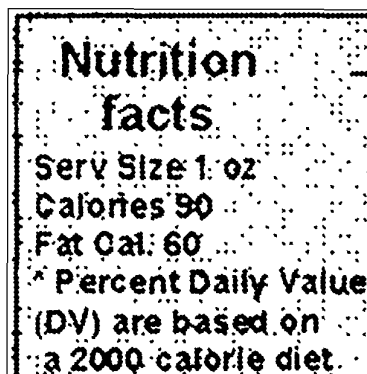 Nutrition
facts
Serv Size 1 oz
Calories 90
Fat Cal. 60
* Percent Daily Value
(DV) are based on
a 2000 calorie diet.